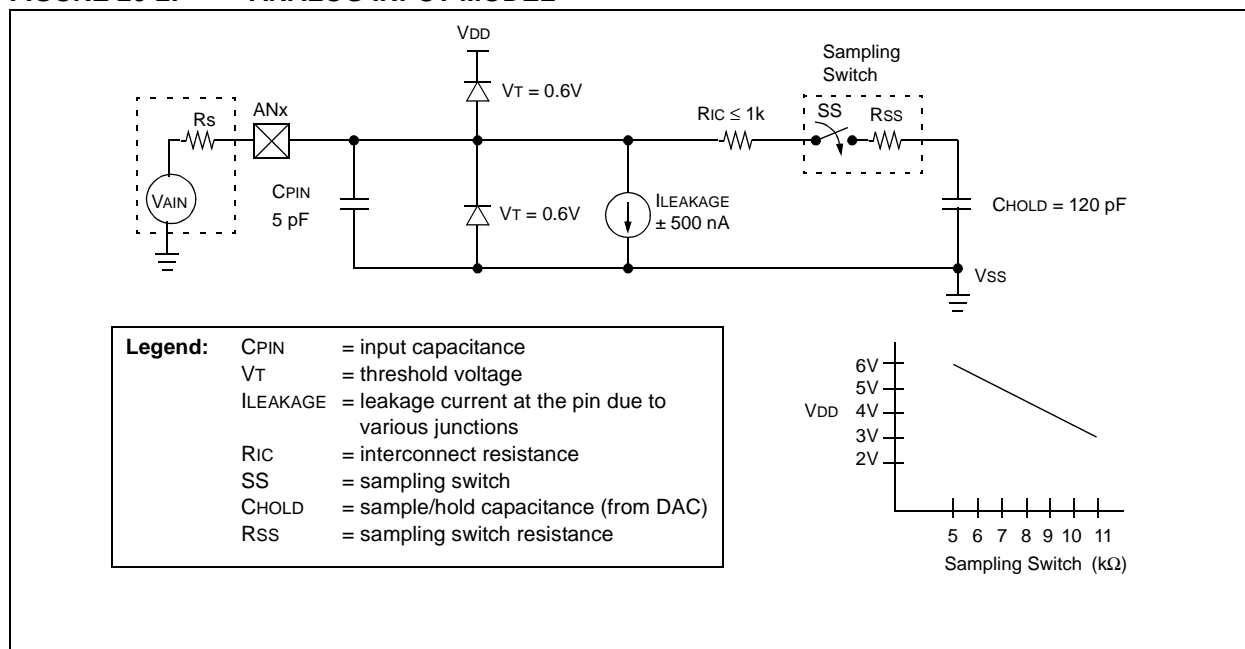 VDD
Sampling
Switch
VT = 0.6V
ANx
RIC ≤ 1k
SS
RSS
Rs
VAIN
CPIN
5 pF
VT = 0.6V
ILEAKAGE
± 500 nA
CHOLD = 120 pF
VSS
Legend: CPIN = input capacitance
VT = threshold voltage
ILEAKAGE = leakage current at the pin due to
various junctions
RIC = interconnect resistance
SS = sampling switch
CHOLD = sample/hold capacitance (from DAC)
RSS = sampling switch resistance
6V
5V
VDD 4V
3V
2V
5 6 7 8 9 10 11
Sampling Switch (kΩ)